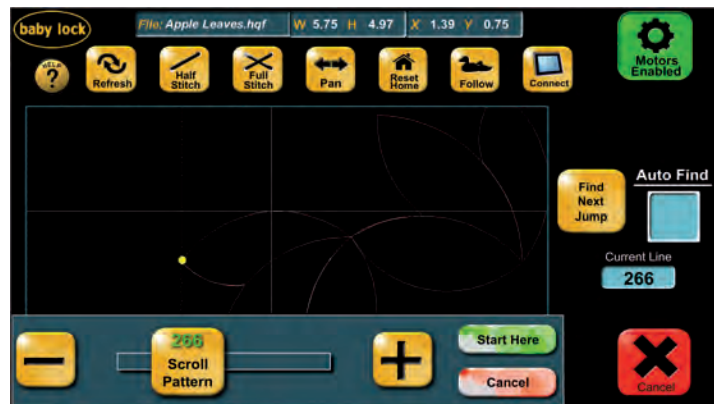 baby lock
File: Apple Leaves.hqf W 5.75 H 4.97 X 1.39 Y 0.75
Motors
Enabled
HELP
?
Refresh
Half
Stitch
Full
Stitch
Pan
Reset
Home
Follow
Connect
Find
Next
Jump
Auto Find
Current Line
266
266
Scroll
Pattern
Start Here
Cancel
Cancel